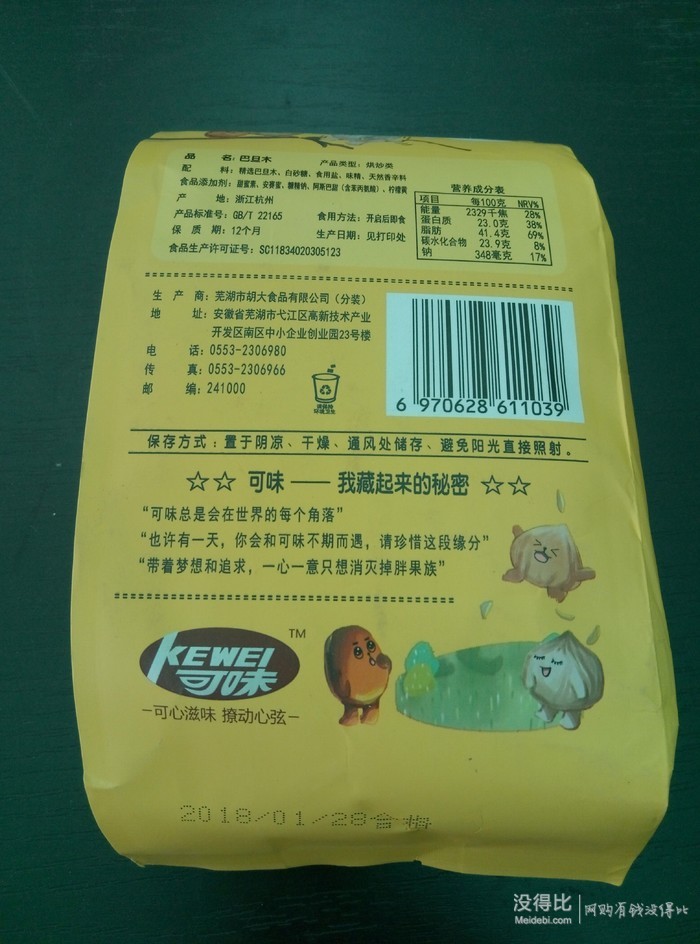 品 名：巴旦木 产品类型：烘炒类
配 料：精选巴旦木、白砂糖、食用盐、味精、天然香辛料
食品添加剂：甜蜜素、安赛蜜、糖精钠、阿斯巴甜（含苯丙氨酸）、柠檬黄
产 地：浙江杭州
产品标准号：GB/T 22165 食用方法：开启后即食
保 质 期：12个月 生产日期：见打印处
食品生产许可证号：SC11834020305123
营养成分表
项目 每100克 NRV%
能量 2329千焦 28%
蛋白质 23.0克 38%
脂肪 41.4克 69%
碳水化合物 23.9克 8%
钠 348毫克 17%
生 产 商：芜湖市胡大食品有限公司（分装）
地 址：安徽省芜湖市弋江区高新技术产业
开发区南区中小企业创业园23号楼
电 话：0553-2306980
传 真：0553-2306966
邮 编：241000
请保持
环境卫生
6 970628 611039
保存方式：置于阴凉、干燥、通风处储存、避免阳光直接照射。
☆☆ 可味 —— 我藏起来的秘密 ☆☆
“可味总是会在世界的每个角落”
“也许有一天，你会和可味不期而遇，请珍惜这段缘分”
“带着梦想和追求，一心一意只想消灭掉胖果族”
KEWEI TM
可味
–可心滋味 撩动心弦–
2018/01/28合梅
没得比
Meidebi.com
网购有钱没得比